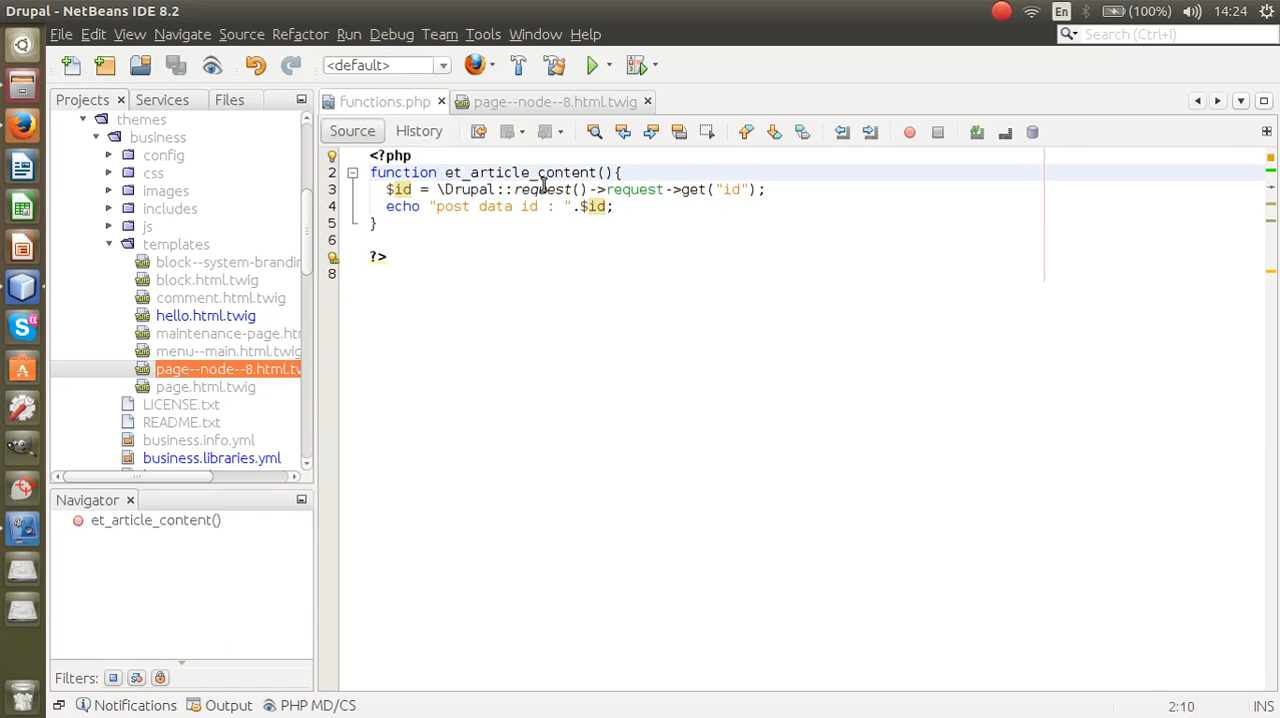 Drupal - NetBeans IDE 8.2
En
(100%)
14:24
File Edit View Navigate Source Refactor Run Debug Team Tools Window Help
Search (Ctrl+I)
<default>
Projects
Services
Files
functions.php
page--node--8.html.twig
themes
business
config
css
images
includes
js
templates
block--system-brandin
block.html.twig
comment.html.twig
hello.html.twig
maintenance-page.htm
menu--main.html.twig
page--node--8.html.tw
page.html.twig
LICENSE.txt
README.txt
business.info.yml
business.libraries.yml
Source
History
1 <?php
2 function et_article_content(){
3 $id = \Drupal::request()->request->get("id");
4 echo "post data id : ".$id;
5 }
6
?>
8
Navigator
et_article_content()
Filters:
Notifications
Output
PHP MD/CS
2:10
INS